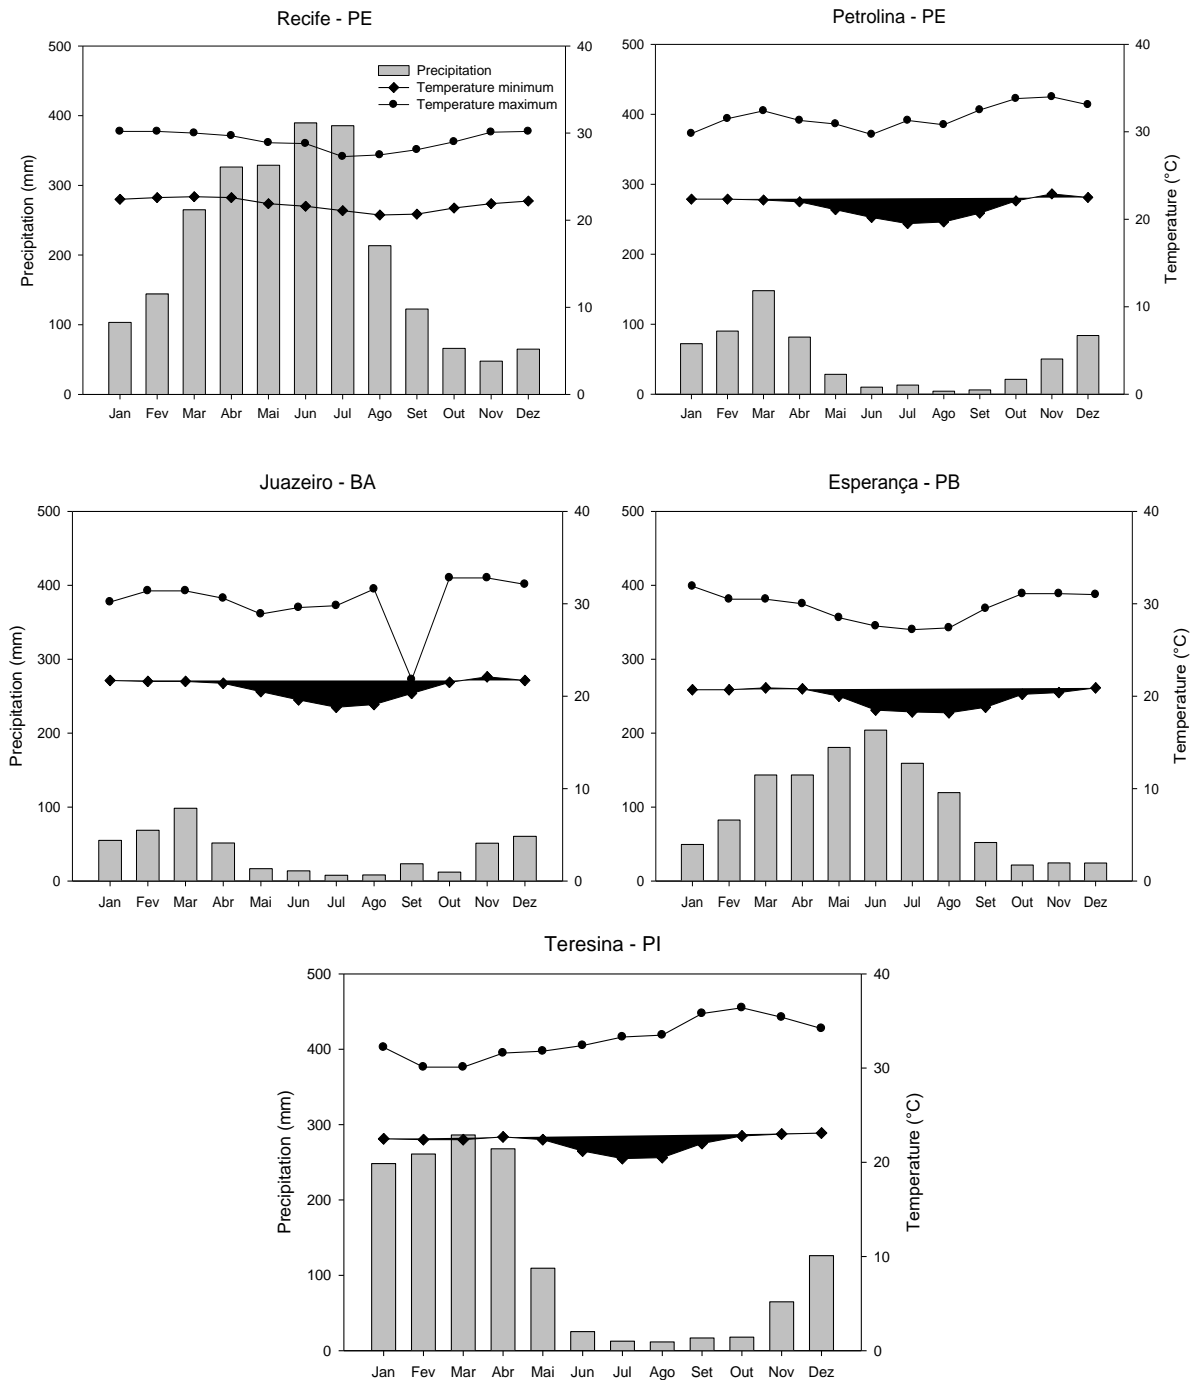 Recife - PE
500
400
300
200
100
0
Precipitation (mm)
40
30
20
10
0
Precipitation
Temperature minimum
Temperature maximum
Jan Fev Mar Abr Mai Jun Jul Ago Set Out Nov Dez
Petrolina - PE
500
400
300
200
100
0
40
30
20
10
0
Temperature (°C)
Jan Fev Mar Abr Mai Jun Jul Ago Set Out Nov Dez
Juazeiro - BA
500
400
300
200
100
0
Precipitation (mm)
40
30
20
10
0
Jan Fev Mar Abr Mai Jun Jul Ago Set Out Nov Dez
Esperança - PB
500
400
300
200
100
0
40
30
20
10
0
Temperature (°C)
Jan Fev Mar Abr Mai Jun Jul Ago Set Out Nov Dez
Teresina - PI
500
400
300
200
100
0
Precipitation (mm)
40
30
20
10
0
Temperature (°C)
Jan Fev Mar Abr Mai Jun Jul Ago Set Out Nov Dez